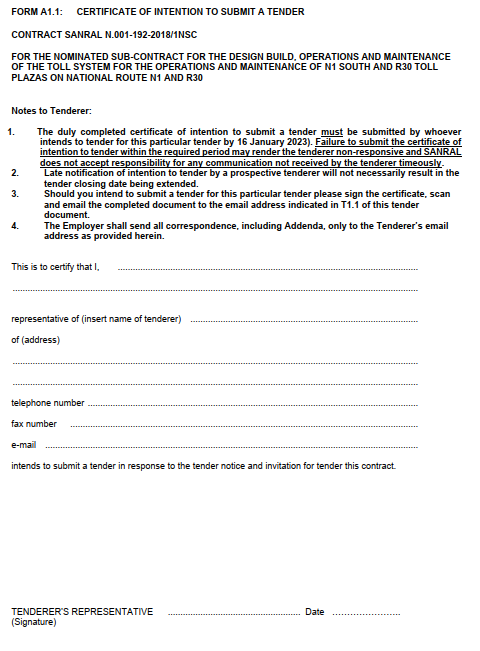 FORM A1.1: CERTIFICATE OF INTENTION TO SUBMIT A TENDER
CONTRACT SANRAL N.001-192-2018/1NSC
FOR THE NOMINATED SUB-CONTRACT FOR THE DESIGN BUILD, OPERATIONS AND MAINTENANCE
OF THE TOLL SYSTEM FOR THE OPERATIONS AND MAINTENANCE OF N1 SOUTH AND R30 TOLL
PLAZAS ON NATIONAL ROUTE N1 AND R30
Notes to Tenderer:
1. The duly completed certificate of intention to submit a tender must be submitted by whoever
intends to tender for this particular tender by 16 January 2023). Failure to submit the certificate of
intention to tender within the required period may render the tenderer non-responsive and SANRAL
does not accept responsibility for any communication not received by the tenderer timeously.
2. Late notification of intention to tender by a prospective tenderer will not necessarily result in the
tender closing date being extended.
3. Should you intend to submit a tender for this particular tender please sign the certificate, scan
and email the completed document to the email address indicated in T1.1 of this tender
document.
4. The Employer shall send all correspondence, including Addenda, only to the Tenderer's email
address as provided herein.
This is to certify that I, ..........................................................................................
..........................................................................................
representative of (insert name of tenderer) ..........................................................................................
of (address)
..........................................................................................
..........................................................................................
telephone number ..........................................................................................
fax number ..........................................................................................
e-mail ..........................................................................................
intends to submit a tender in response to the tender notice and invitation for tender this contract.
TENDERER'S REPRESENTATIVE .................................................... Date .......................
(Signature)